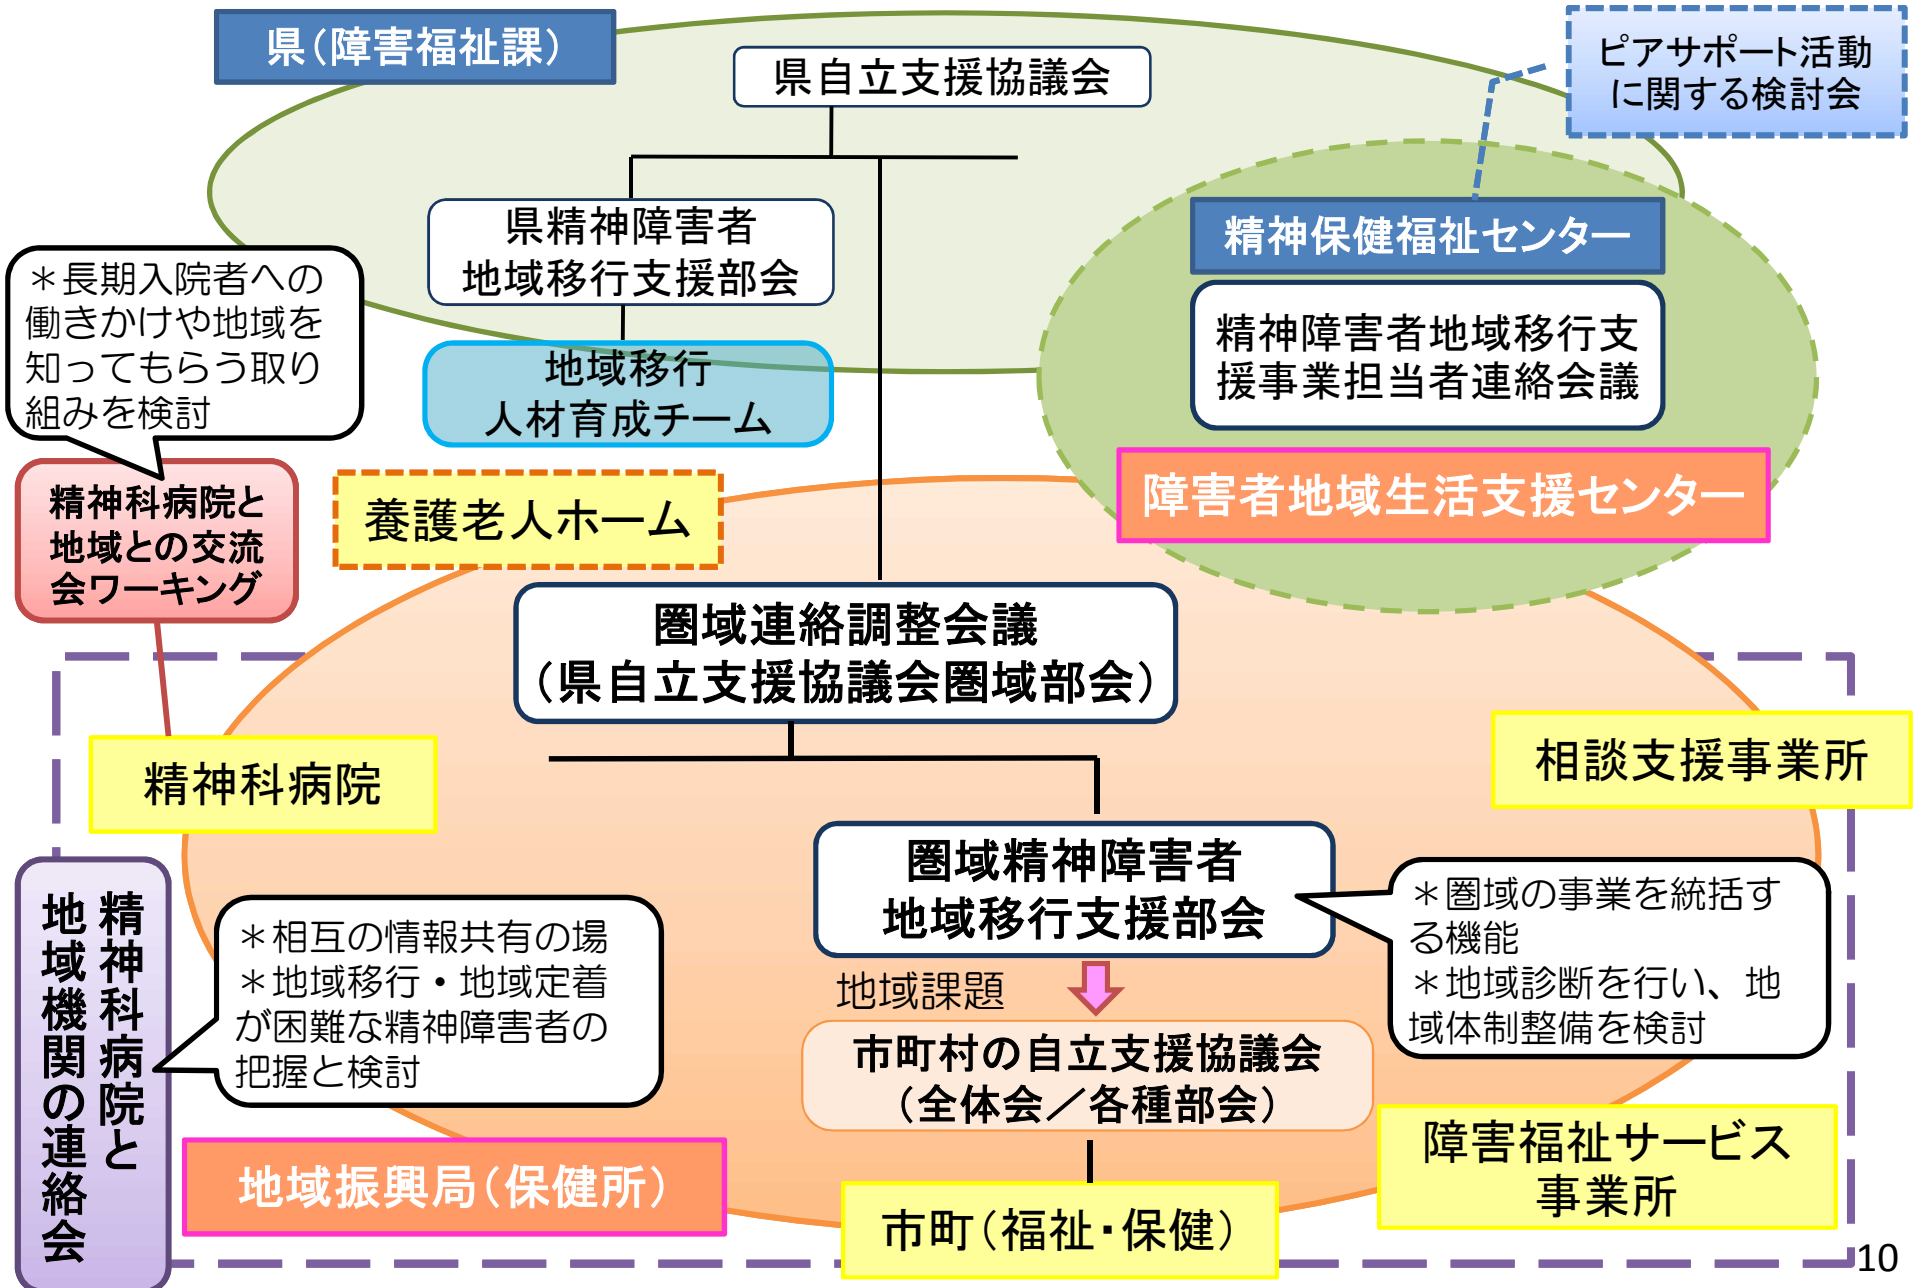 県（障害福祉課）
県自立支援協議会
ピアサポート活動
に関する検討会
県精神障害者
地域移行支援部会
精神保健福祉センター
＊長期入院者への
働きかけや地域を
知ってもらう取り
組みを検討
精神障害者地域移行支
援事業担当者連絡会議
地域移行
人材育成チーム
精神科病院と
地域との交流
会ワーキング
養護老人ホーム
障害者地域生活支援センター
圏域連絡調整会議
（県自立支援協議会圏域部会）
精神科病院
相談支援事業所
圏域精神障害者
地域移行支援部会
＊圏域の事業を統括す
る機能
＊地域診断を行い、地
域体制整備を検討
精神科病院と
地域機関の連絡会
＊相互の情報共有の場
＊地域移行・地域定着
が困難な精神障害者の
把握と検討
地域課題
市町村の自立支援協議会
（全体会／各種部会）
地域振興局（保健所）
市町（福祉・保健）
障害福祉サービス
事業所
10